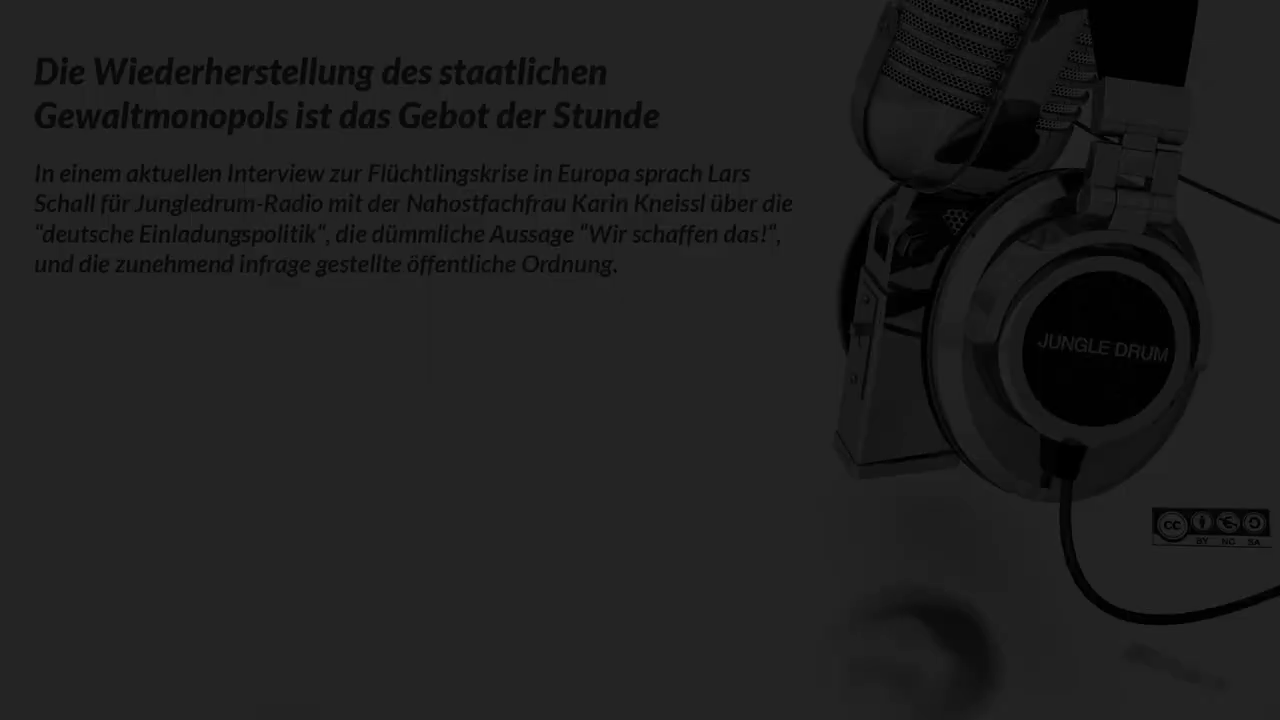 Die Wiederherstellung des staatlichen
Gewaltmonopols ist das Gebot der Stunde
In einem aktuellen Interview zur Flüchtlingskrise in Europa sprach Lars
Schall für Jungledrum-Radio mit der Nahostfachfrau Karin Kneissl über die
“deutsche Einladungspolitik“, die dümmliche Aussage “Wir schaffen das!“,
und die zunehmend infrage gestellte öffentliche Ordnung.
JUNGLE DRUM
cc
BY NC SA